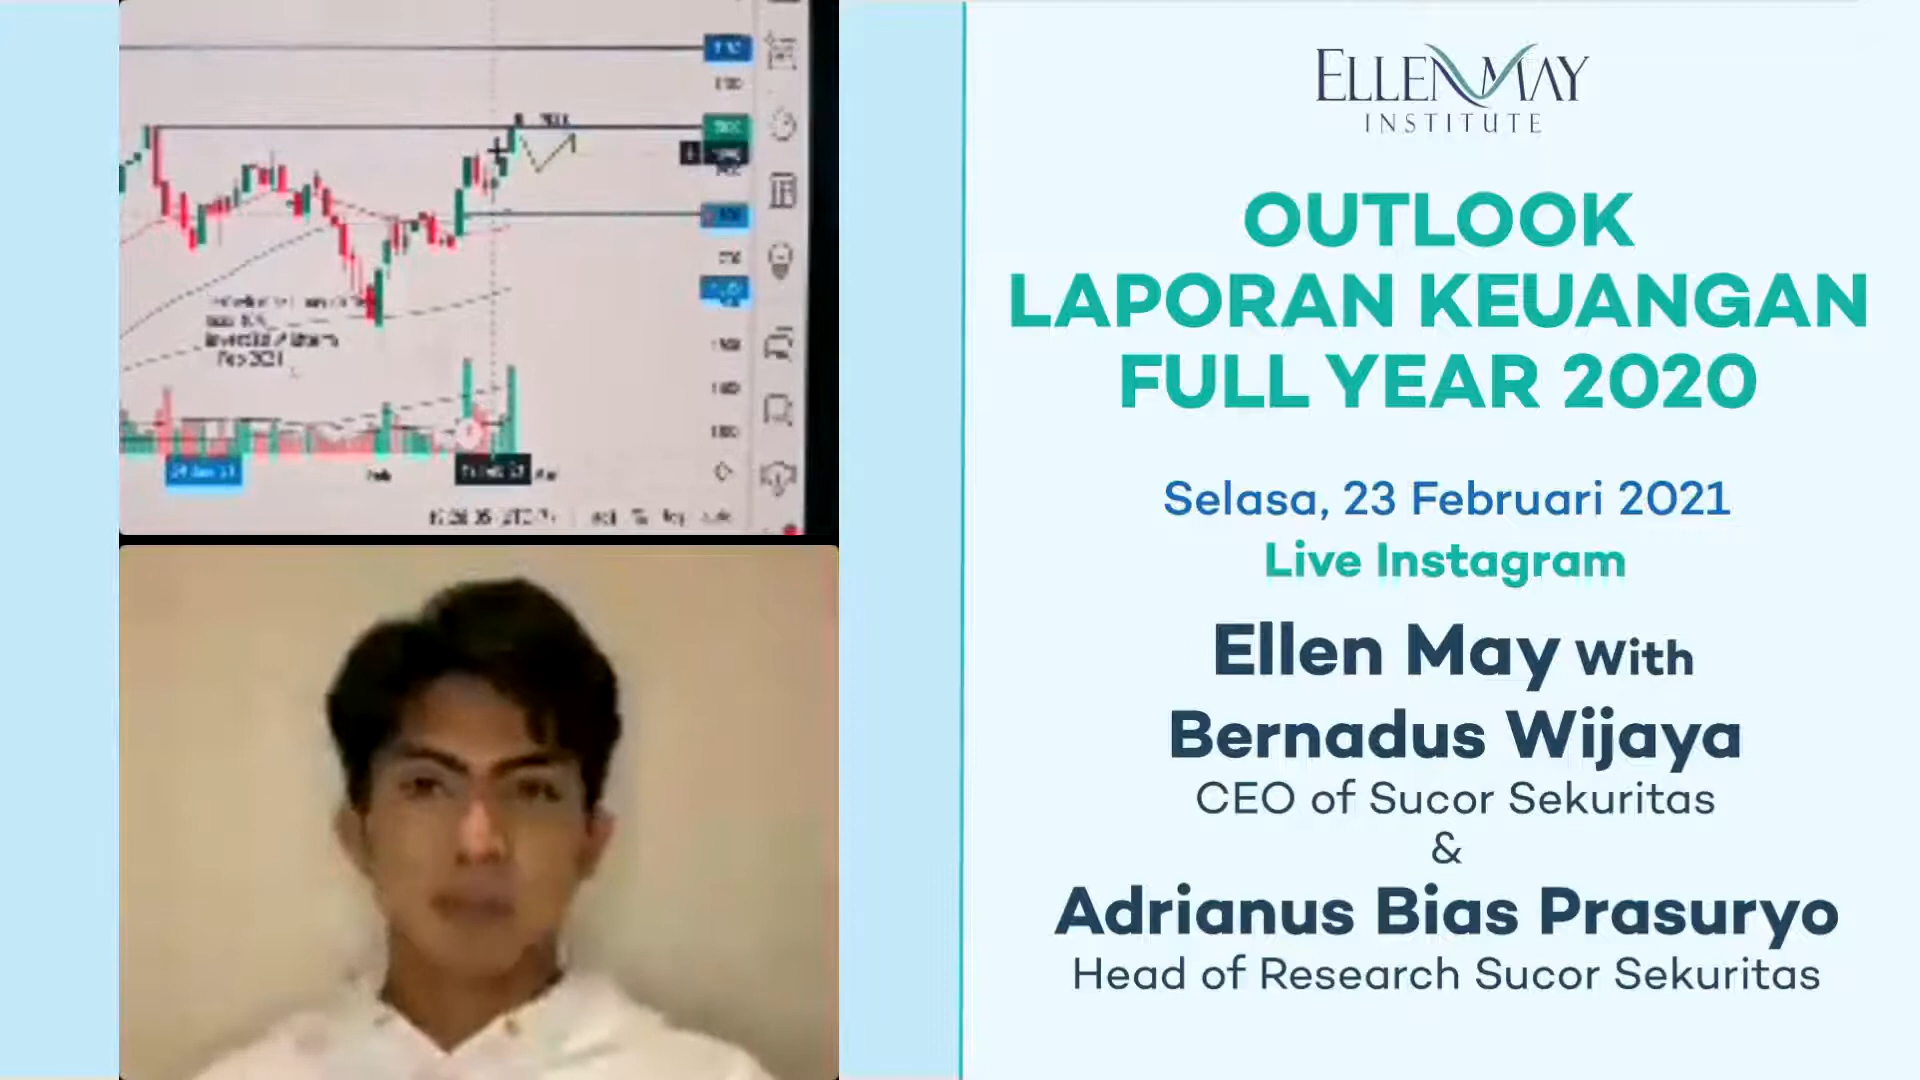 ELLEN MAY
INSTITUTE
OUTLOOK
LAPORAN KEUANGAN
FULL YEAR 2020
Selasa, 23 Februari 2021
Live Instagram
Ellen May With
Bernadus Wijaya
CEO of Sucor Sekuritas
&
Adrianus Bias Prasuryo
Head of Research Sucor Sekuritas